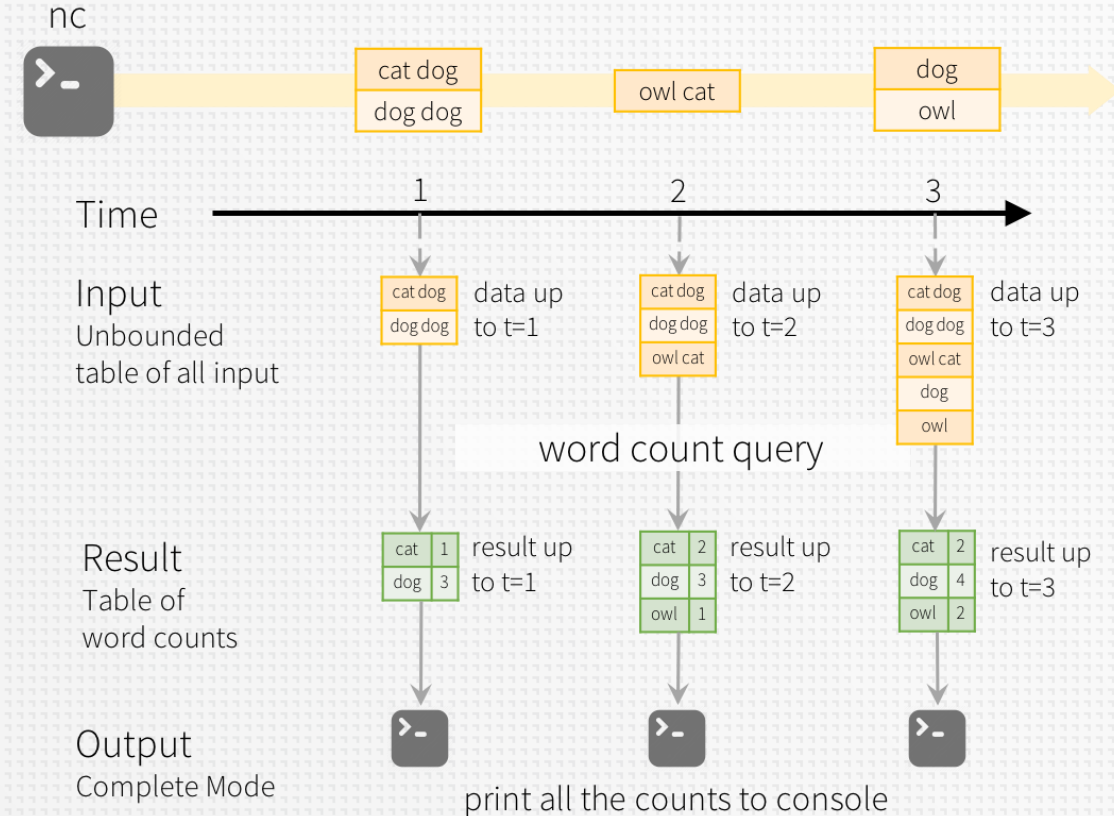 nc
cat dog
dog dog
owl cat
dog
owl
Time
1
2
3
Input
Unbounded
table of all input
cat dog
dog dog
data up
to t=1
cat dog
dog dog
owl cat
data up
to t=2
cat dog
dog dog
owl cat
dog
owl
data up
to t=3
word count query
Result
Table of
word counts
cat 1
dog 3
result up
to t=1
cat 2
dog 3
owl 1
result up
to t=2
cat 2
dog 4
owl 2
result up
to t=3
Output
Complete Mode
print all the counts to console